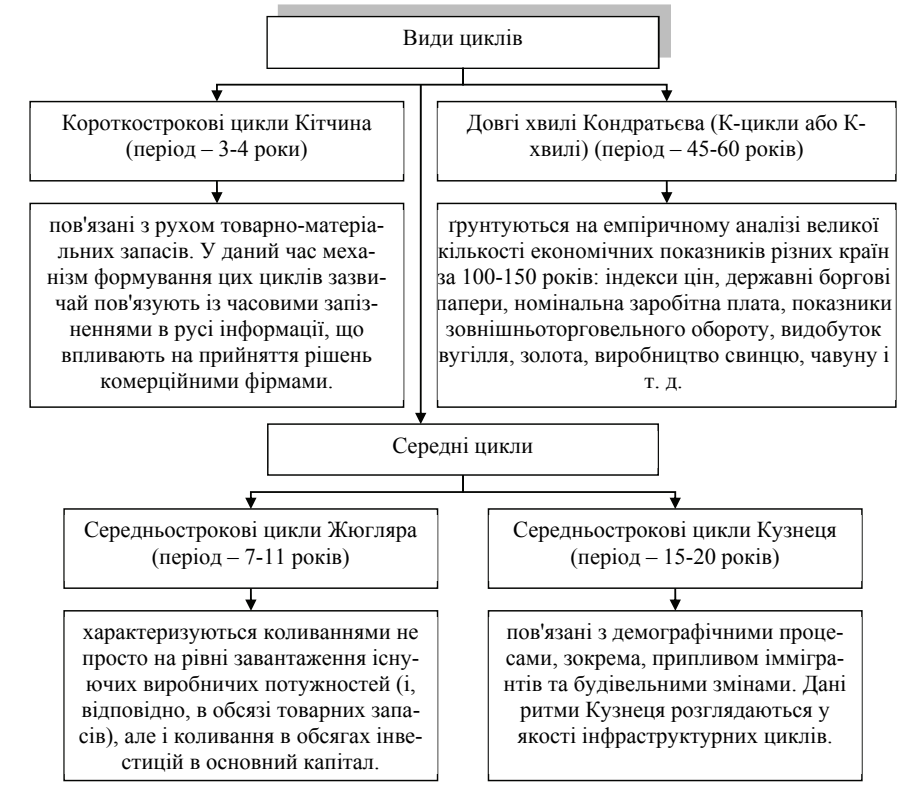 Види циклів
Короткострокові цикли Кітчина
(період – 3-4 роки)
Довгі хвилі Кондратьєва (К-цикли або К-
хвилі) (період – 45-60 років)
пов'язані з рухом товарно-матеріа-
льних запасів. У даний час меха-
нізм формування цих циклів зазви-
чай пов'язують із часовими запіз-
неннями в русі інформації, що
впливають на прийняття рішень
комерційними фірмами.
ґрунтуються на емпіричному аналізі великої
кількості економічних показників різних країн
за 100-150 років: індекси цін, державні боргові
папери, номінальна заробітна плата, показники
зовнішньоторговельного обороту, видобуток
вугілля, золота, виробництво свинцю, чавуну і
т. д.
Середні цикли
Середньострокові цикли Жюгляра
(період – 7-11 років)
Середньострокові цикли Кузнеця
(період – 15-20 років)
характеризуються коливаннями не
просто на рівні завантаження існу-
ючих виробничих потужностей (і,
відповідно, в обсязі товарних запа-
сів), але і коливання в обсягах інве-
стицій в основний капітал.
пов'язані з демографічними проце-
сами, зокрема, припливом іммігра-
нтів та будівельними змінами. Дані
ритми Кузнеця розглядаються у
якості інфраструктурних циклів.